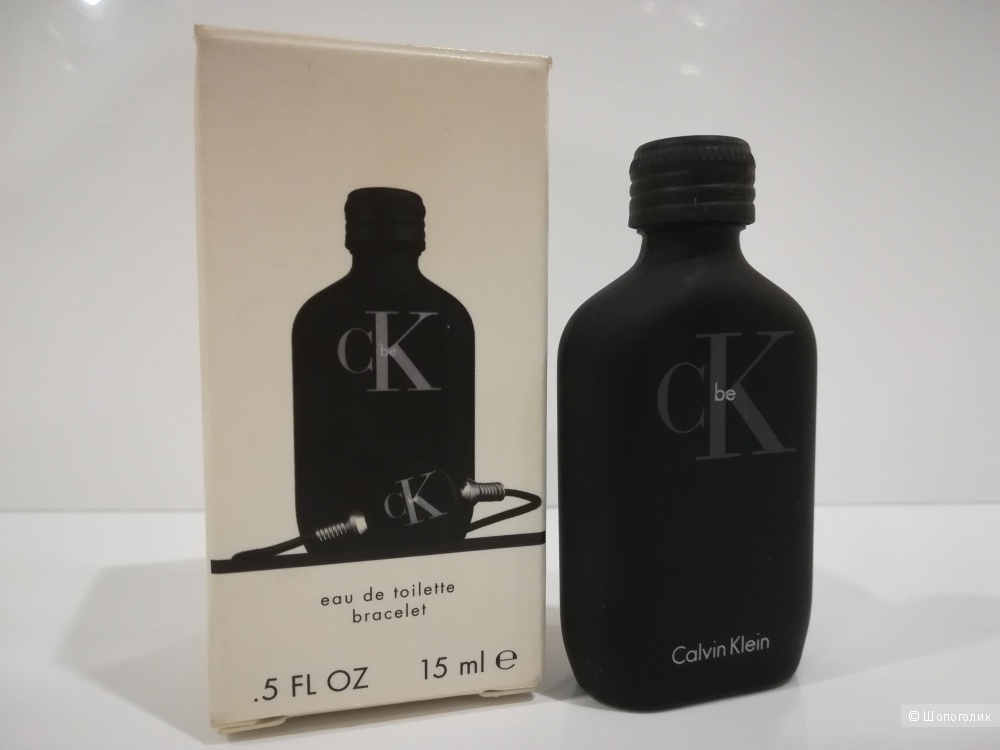 cK
be
cK
eau de toilette
bracelet
.5 FL OZ 15 ml e
cK
be
Calvin Klein
© Шопоголик